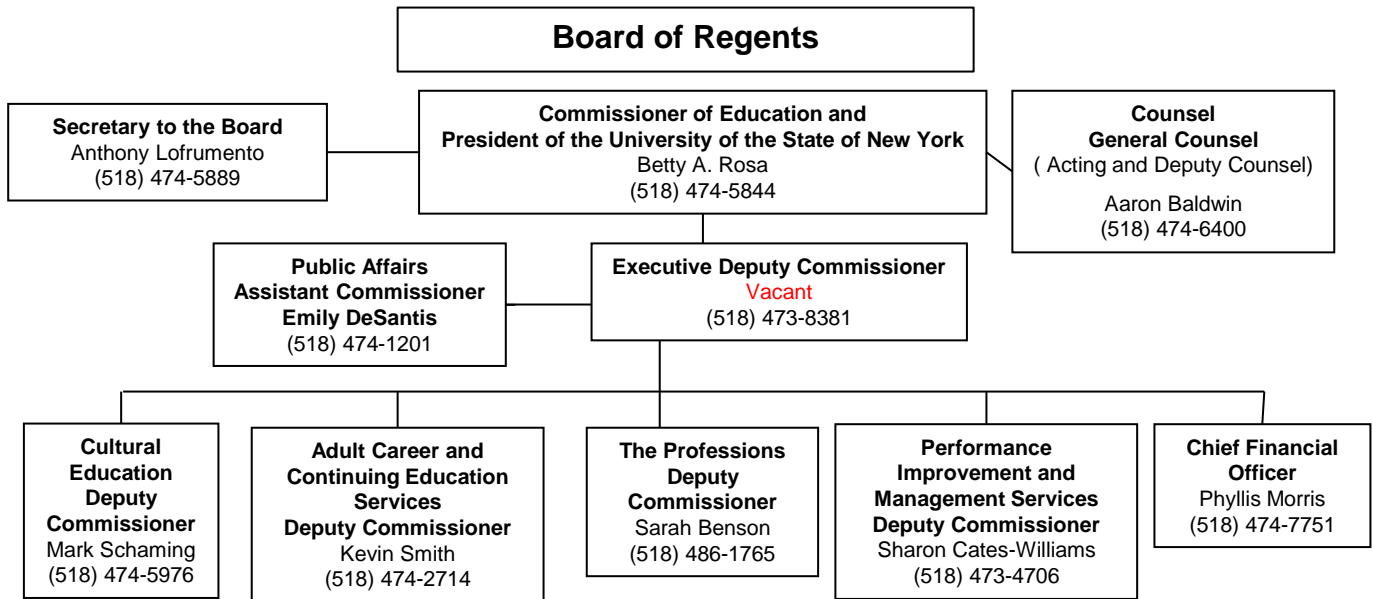 Board of Regents
Secretary to the Board
Anthony Lofrumento
(518) 474-5889
Commissioner of Education and
President of the University of the State of New York
Betty A. Rosa
(518) 474-5844
Counsel
General Counsel
( Acting and Deputy Counsel)
Aaron Baldwin
(518) 474-6400
Public Affairs
Assistant Commissioner
Emily DeSantis
(518) 474-1201
Executive Deputy Commissioner
Vacant
(518) 473-8381
Cultural
Education
Deputy
Commissioner
Mark Schaming
(518) 474-5976
Adult Career and
Continuing Education
Services
Deputy Commissioner
Kevin Smith
(518) 474-2714
The Professions
Deputy
Commissioner
Sarah Benson
(518) 486-1765
Performance
Improvement and
Management Services
Deputy Commissioner
Sharon Cates-Williams
(518) 473-4706
Chief Financial
Officer
Phyllis Morris
(518) 474-7751